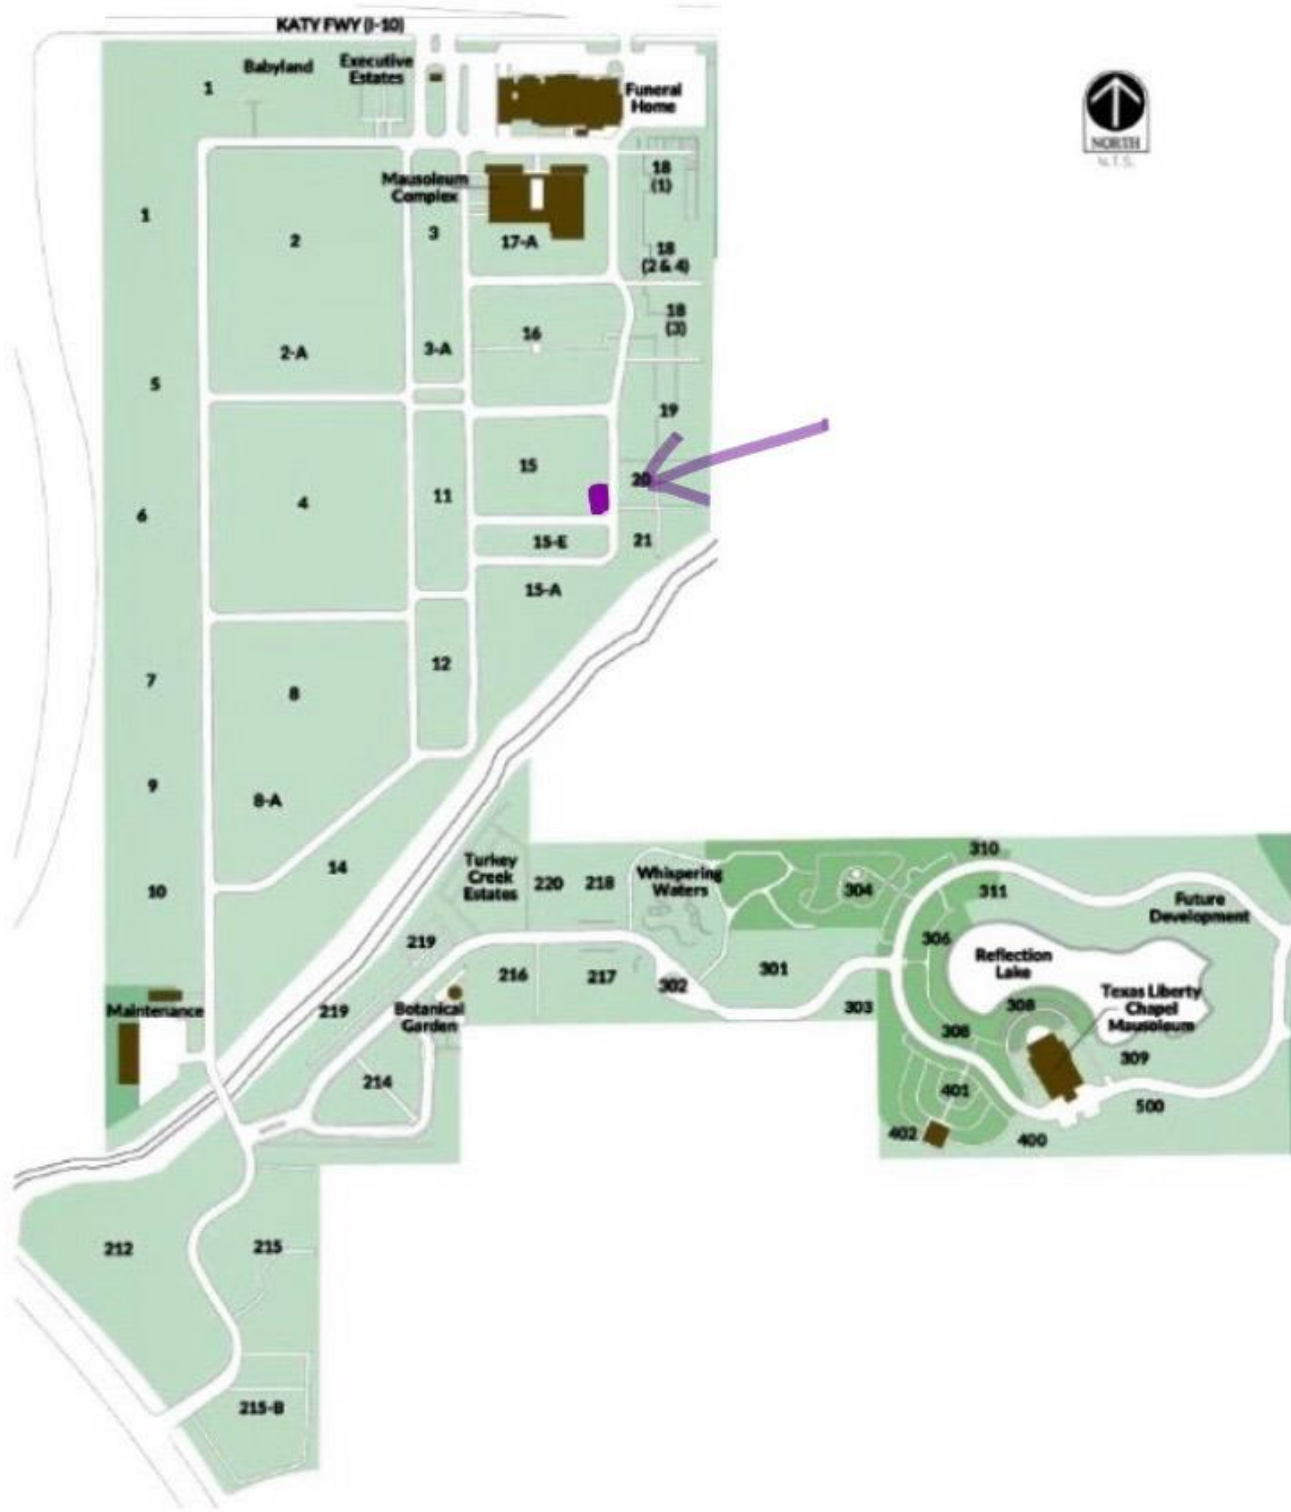 KATY FWY (I-10)
Babyland
Executive
Estates
1
Funeral
Home
NORTH
N.T.S.
Mausoleum
Complex
18
(1)
1
2
3
17-A
18
(2 & 4)
18
(3)
16
2-A
3-A
5
19
15
20
4
11
6
15-E
21
15-A
12
7
8
9
8-A
14
10
Turkey
Creek
Estates
220
218
Whispering
Waters
304
310
311
Future
Development
219
306
Reflection
Lake
216
217
302
301
303
Texas Liberty
Chapel
Mausoleum
Maintenance
219
Botanical
Garden
308
308
309
214
401
500
402
400
212
215
215-B